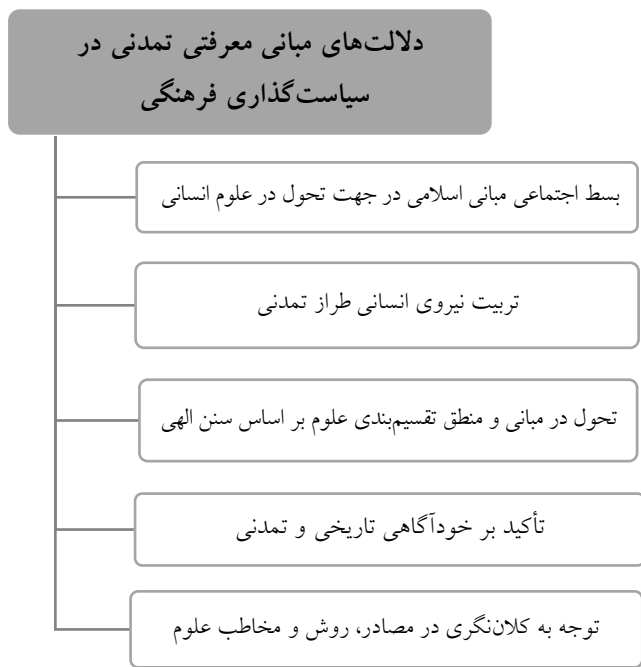 دلالت‌های مبانی معرفتی تمدنی در
سیاست‌گذاری فرهنگی
بسط اجتماعی مبانی اسلامی در جهت تحول در علوم انسانی
تربیت نیروی انسانی طراز تمدنی
تحول در مبانی و منطق تقسیم‌بندی علوم بر اساس سنن الهی
تأکید بر خودآگاهی تاریخی و تمدنی
توجه به کلان‌نگری در مصادر، روش و مخاطب علوم